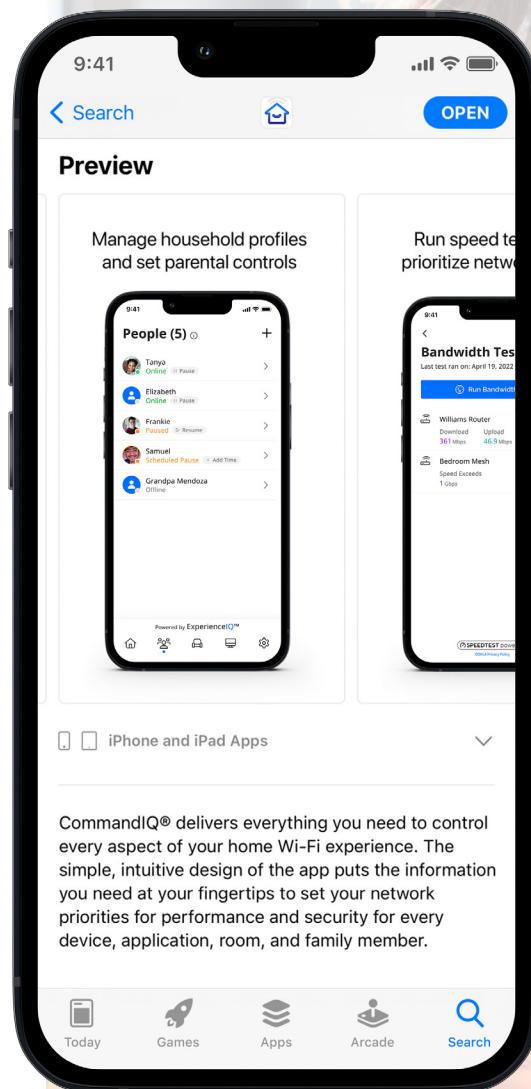 9:41
Search
OPEN
Preview
Manage household profiles
and set parental controls
9:41
People (5)
+
Tanya
Online Pause
Elizabeth
Online Pause
Frankie
Paused Resume
Samuel
Scheduled Pause + Add Time
Grandpa Mendoza
Offline
Powered by ExperienceIQ™
Run speed te
prioritize netwo
9:41
Bandwidth Tes
Last test ran on: April 19, 2022
Run Bandwidth
Williams Router
Download Upload
361 Mbps 46.9 Mbps
Bedroom Mesh
Speed Exceeds
1 Gbps
SPEEDTEST powe
iPhone and iPad Apps
CommandIQ® delivers everything you need to control
every aspect of your home Wi-Fi experience. The
simple, intuitive design of the app puts the information
you need at your fingertips to set your network
priorities for performance and security for every
device, application, room, and family member.
Today
Games
Apps
Arcade
Search